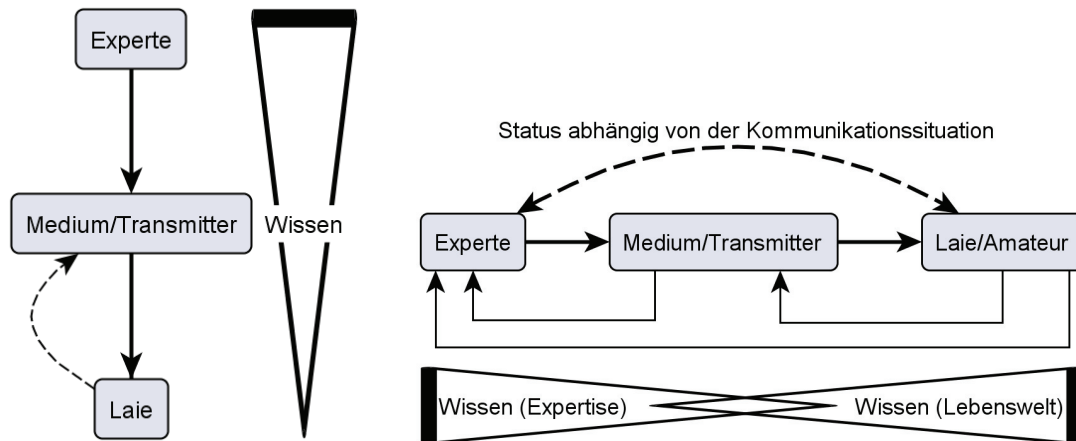 Experte
Medium/Transmitter
Wissen
Laie
Status abhängig von der Kommunikationssituation
Experte
Medium/Transmitter
Laie/Amateur
Wissen (Expertise)
Wissen (Lebenswelt)